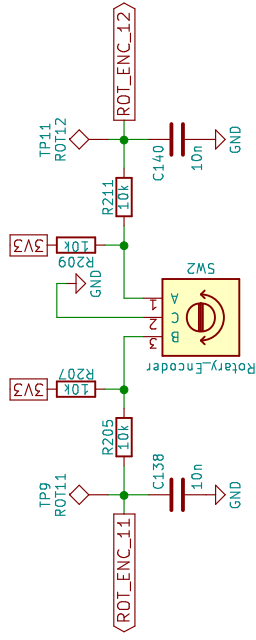 ROT_ENC_12
TP11
ROT12
C140
10n
GND
R211
10k
3V3
10k
R209
GND
SW2
A
1
C
2
B
3
Rotary_Encoder
R207
3V3
10k
R205
10k
TP9
ROT11
C138
10n
GND
ROT_ENC_11